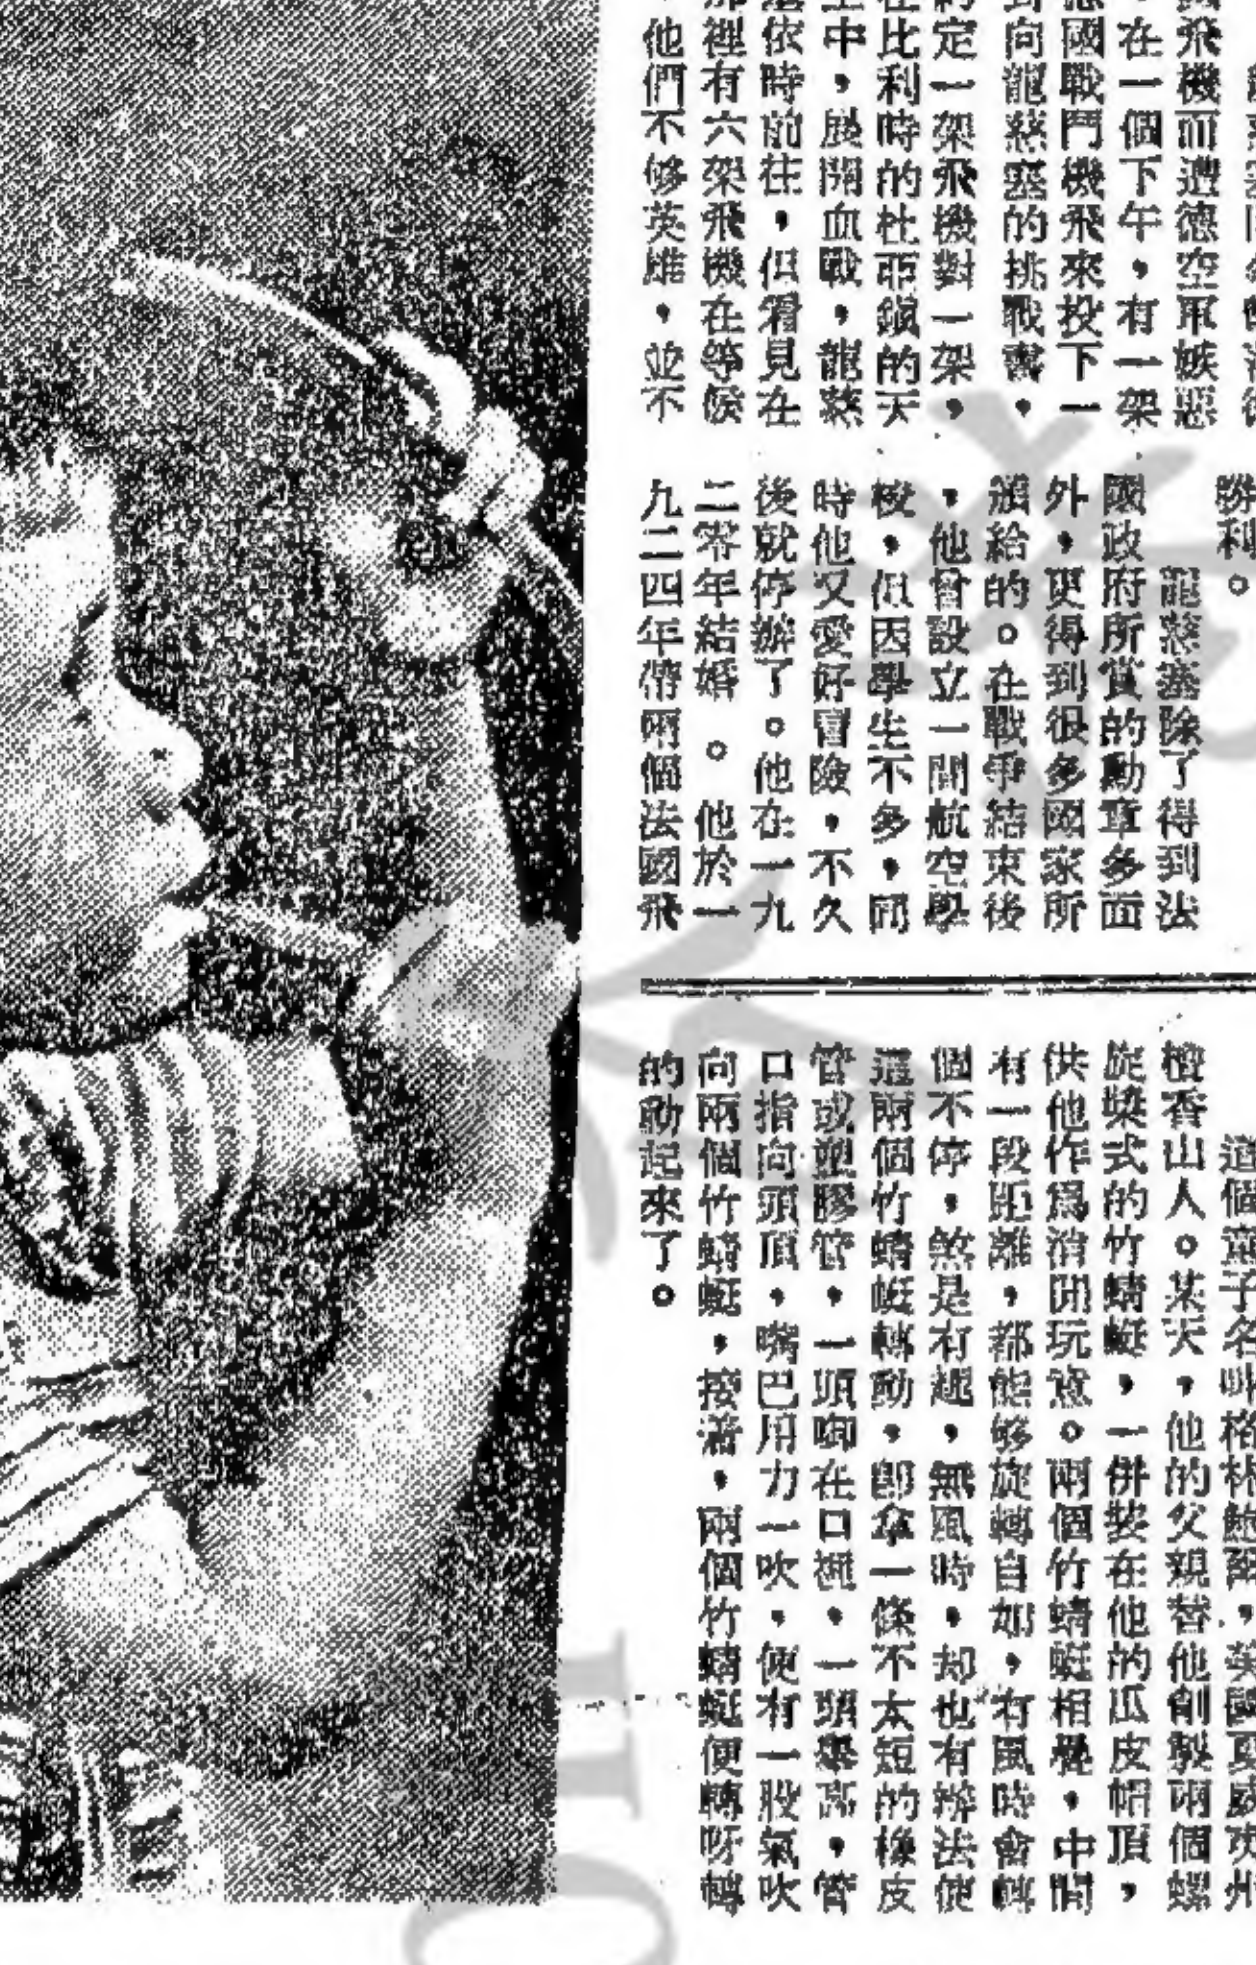 飛機而遭德空軍嫉惡
在一個下午，有一架
國戰鬥機飛來投下一
向龍慈塞的挑戰書，
定一架飛機對一架，
比利時的杜亞鎮的天
中，展開血戰，龍慈
依時前往，但看見在
裡有六架飛機在等候
他們不够英雄，並不
勝利。
龍慈塞除了得到法
國政府所賞的勳章多面
外，更得到很多國家所
頒給的。在戰爭結束後
，他曾設立一間航空學
校，但因學生不多，同
時他又愛好冒險，不久
後就停辦了。他在一九
二零年結婚。他於一
九二四年帶兩個法國飛
這個童子名叫格林鮑爾，英國夏威夷州
檀香山人。某天，他的父親替他創製兩個螺
旋槳式的竹蜻蜓，一併裝在他的瓜皮帽頂，
供他作爲消閒玩意。兩個竹蜻蜓相疊，中間
有一段距離，都能够旋轉自如，有風時會轉
個不停，煞是有趣，無風時，却也有辦法使
這兩個竹蜻蜓轉動，卽拿一條不太短的橡皮
管或塑膠管，一頭啣在口裡，一頭舉高，管
口指向頭頂，嘴巴用力一吹，便有一股氣吹
向兩個竹蜻蜓，接着，兩個竹蜻蜓便轉呀轉
的動起來了。